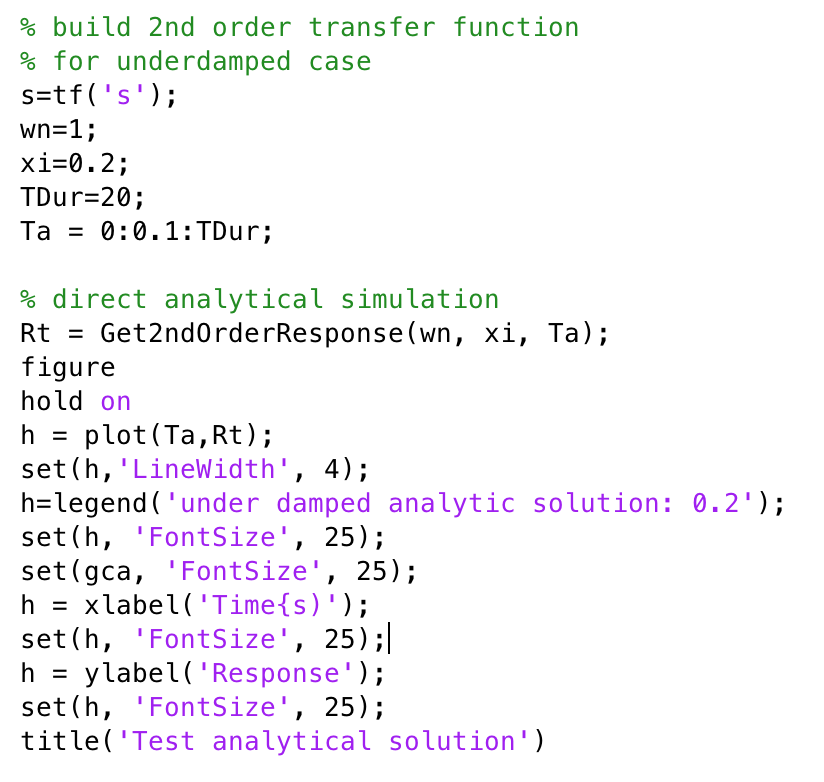 % build 2nd order transfer function
% for underdamped case
s=tf('s');
wn=1;
xi=0.2;
TDur=20;
Ta = 0:0.1:TDur;
% direct analytical simulation
Rt = Get2ndOrderResponse(wn, xi, Ta);
figure
hold on
h = plot(Ta,Rt);
set(h,'LineWidth', 4);
h=legend('under damped analytic solution: 0.2');
set(h, 'FontSize', 25);
set(gca, 'FontSize', 25);
h = xlabel('Time{s)');
set(h, 'FontSize', 25);
h = ylabel('Response');
set(h, 'FontSize', 25);
title('Test analytical solution')